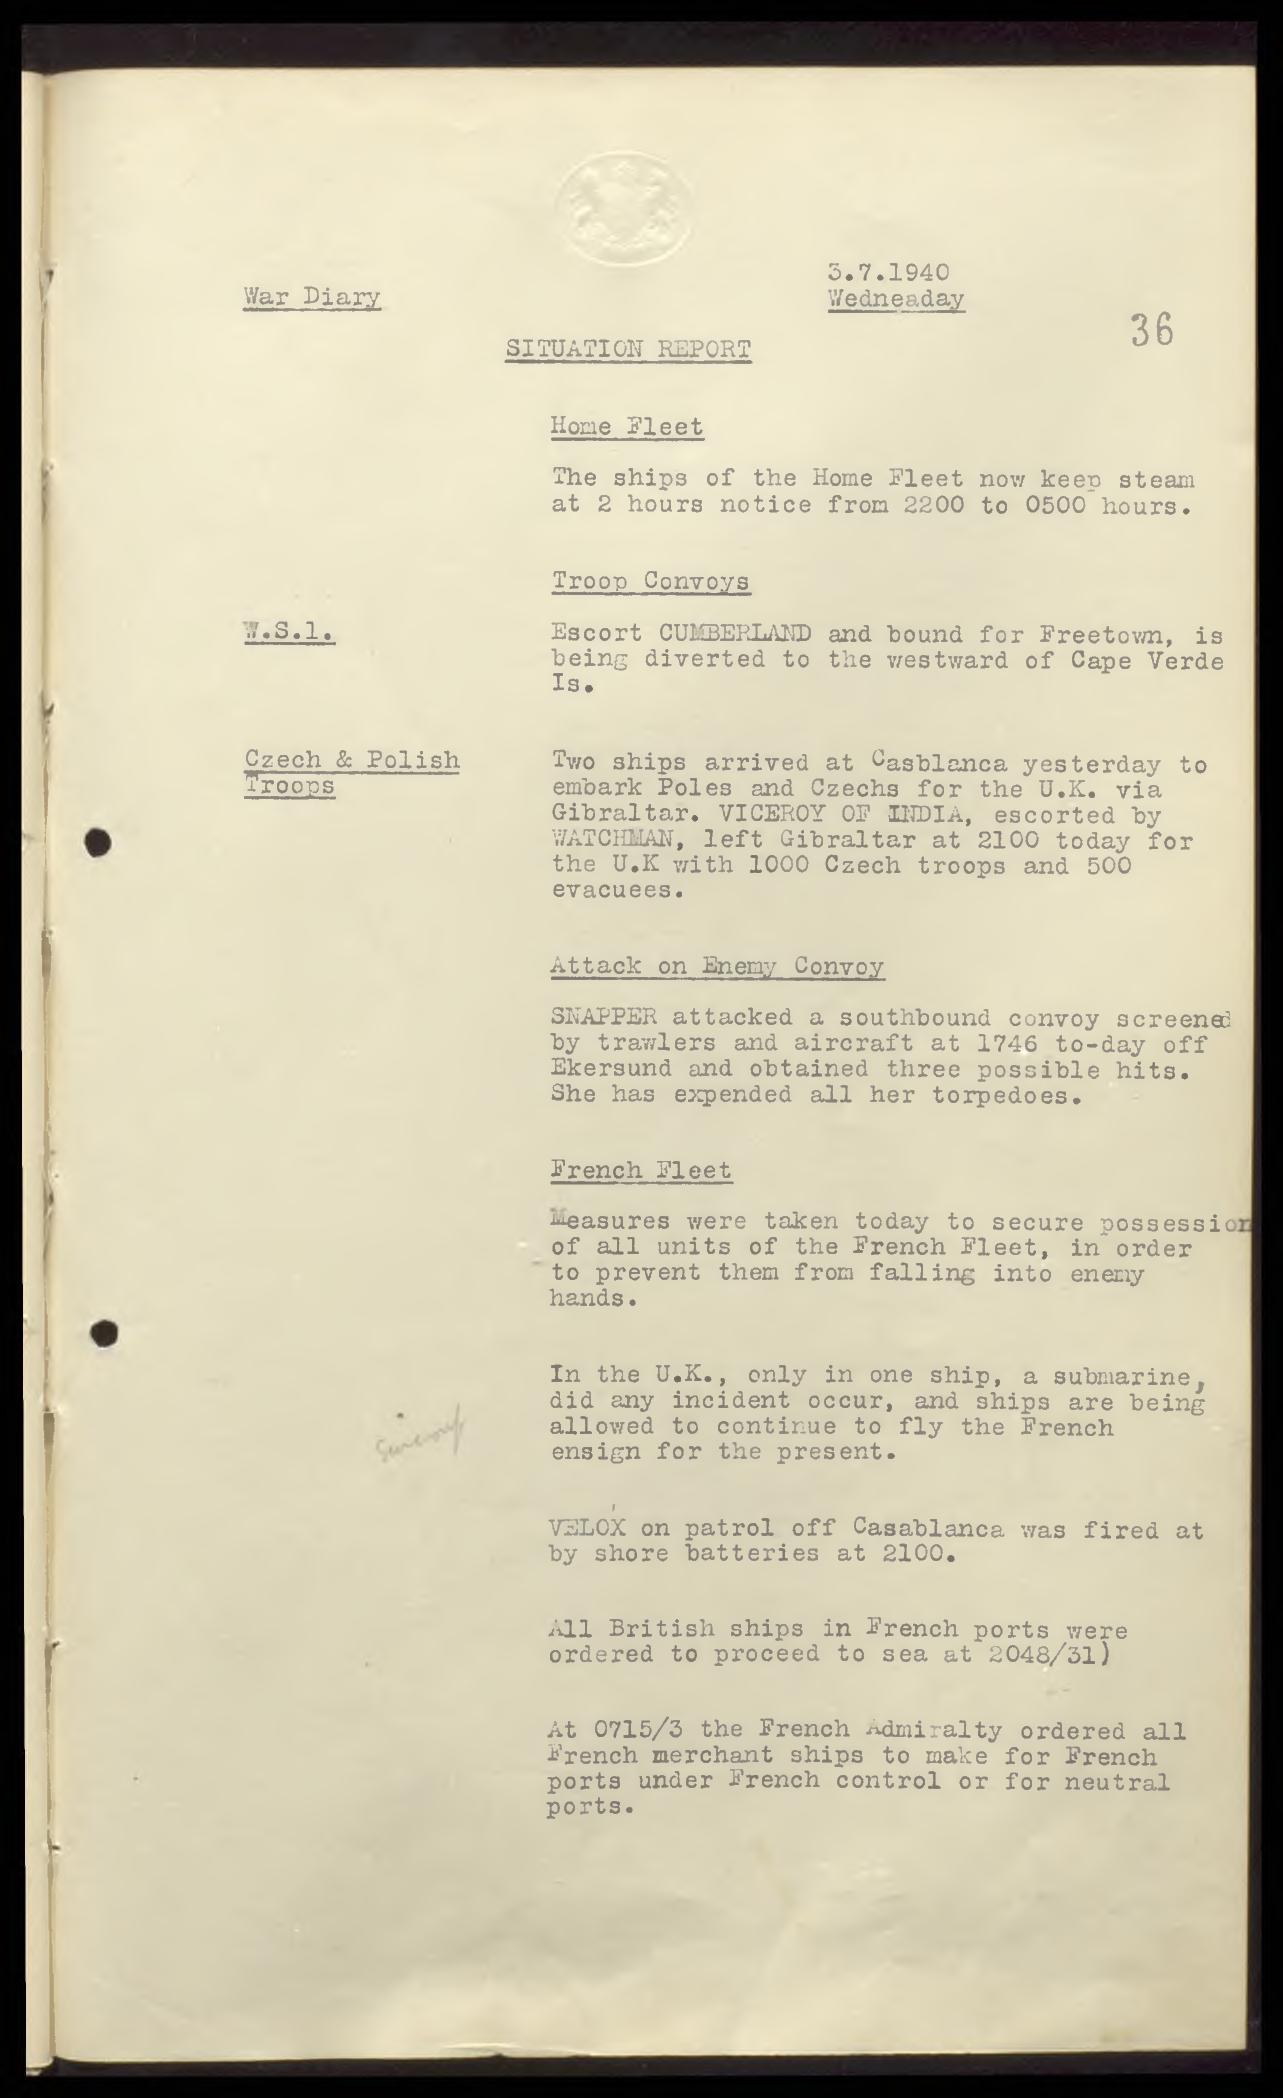 3.7.1940
War Diary
Wedneaday
36
SITUATION REPORT
Home Fleet
The ships of the Home Fleet now keep steam
at 2 hours notice from 2200 to 0500 hours.
Troop Convoys
W.S.1.
Escort CUMBERLAND and bound for Freetown, is
being diverted to the westward of Cape Verde
Is.
Czech & Polish
Troops
Two ships arrived at Casblanca yesterday to
embark Poles and Czechs for the U.K. via
Gibraltar. VICEROY OF INDIA, escorted by
WATCHMAN, left Gibraltar at 2100 today for
the U.K with 1000 Czech troops and 500
evacuees.
Attack on Enemy Convoy
SNAPPER attacked a southbound convoy screened
by trawlers and aircraft at 1746 to-day off
Ekersund and obtained three possible hits.
She has expended all her torpedoes.
French Fleet
Measures were taken today to secure possession
of all units of the French Fleet, in order
to prevent them from falling into enemy
hands.
In the U.K., only in one ship, a submarine,
did any incident occur, and ships are being
allowed to continue to fly the French
ensign for the present.
VELOX on patrol off Casablanca was fired at
by shore batteries at 2100.
All British ships in French ports were
ordered to proceed to sea at 2048/31)
At 0715/3 the French Admiralty ordered all
French merchant ships to make for French
ports under French control or for neutral
ports.